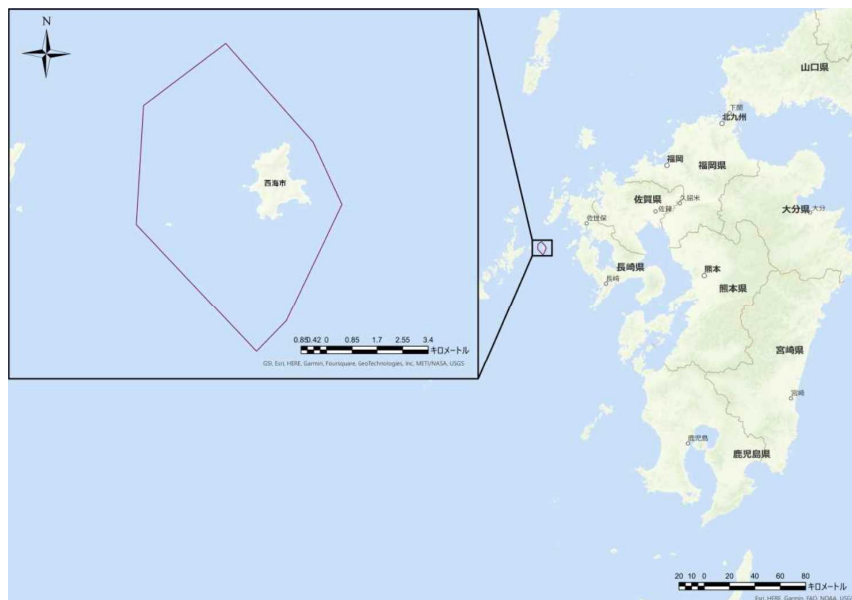 N
西海市
0.850.42 0 0.85 1.7 2.55 3.4
キロメートル
GSI, Esri, HERE, Garmin, Foursquare, GeoTechnologies, Inc, METI/NASA, USGS
山口県
下関
北九州
福岡
福岡県
佐賀県
久留米
佐賀
大分県
大分
佐世保
長崎県
長崎
熊本
熊本県
宮崎県
宮崎
鹿児島
鹿児島県
20 10 0 20 40 60 80
キロメートル
Esri, HERE, Garmin, FAO, NOAA, USGS